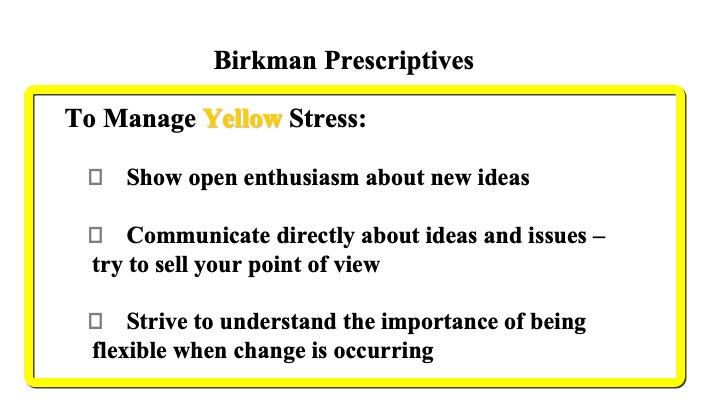 Birkman Prescriptives
To Manage Yellow Stress:
Show open enthusiasm about new ideas
Communicate directly about ideas and issues –
try to sell your point of view
Strive to understand the importance of being
flexible when change is occurring